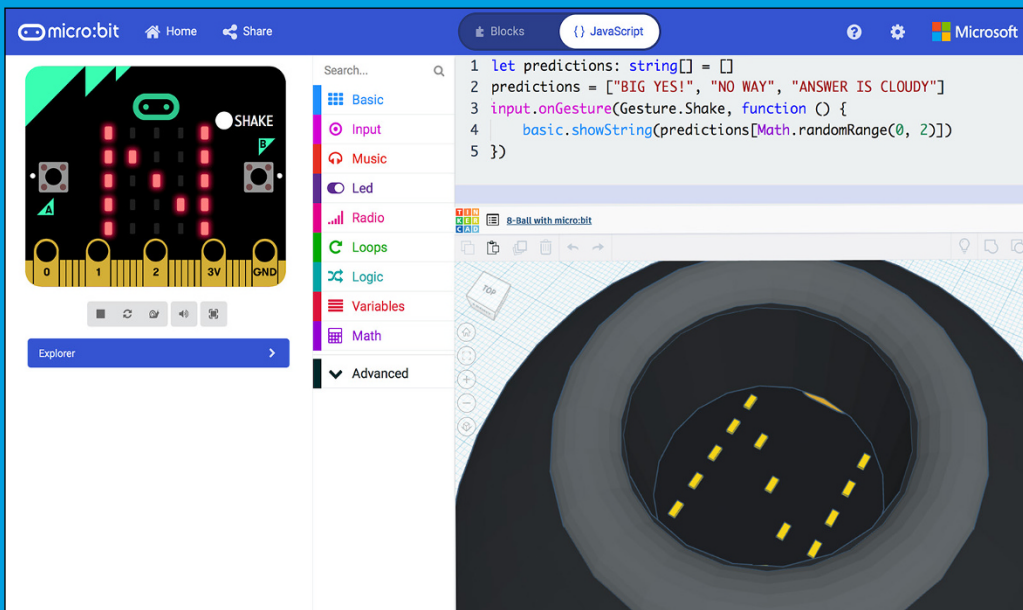 micro:bit Home Share Blocks {} JavaScript ? Microsoft
SHAKE
B
A
0 1 2 3V GND
Explorer
Search...
Basic
Input
Music
Led
Radio
Loops
Logic
Variables
Math
Advanced
1 let predictions: string[] = []
2 predictions = ["BIG YES!", "NO WAY", "ANSWER IS CLOUDY"]
3 input.onGesture(Gesture.Shake, function () {
4 basic.showString(predictions[Math.randomRange(0, 2)])
5 })
TIN
KER
CAD
8-Ball with micro:bit
TOP